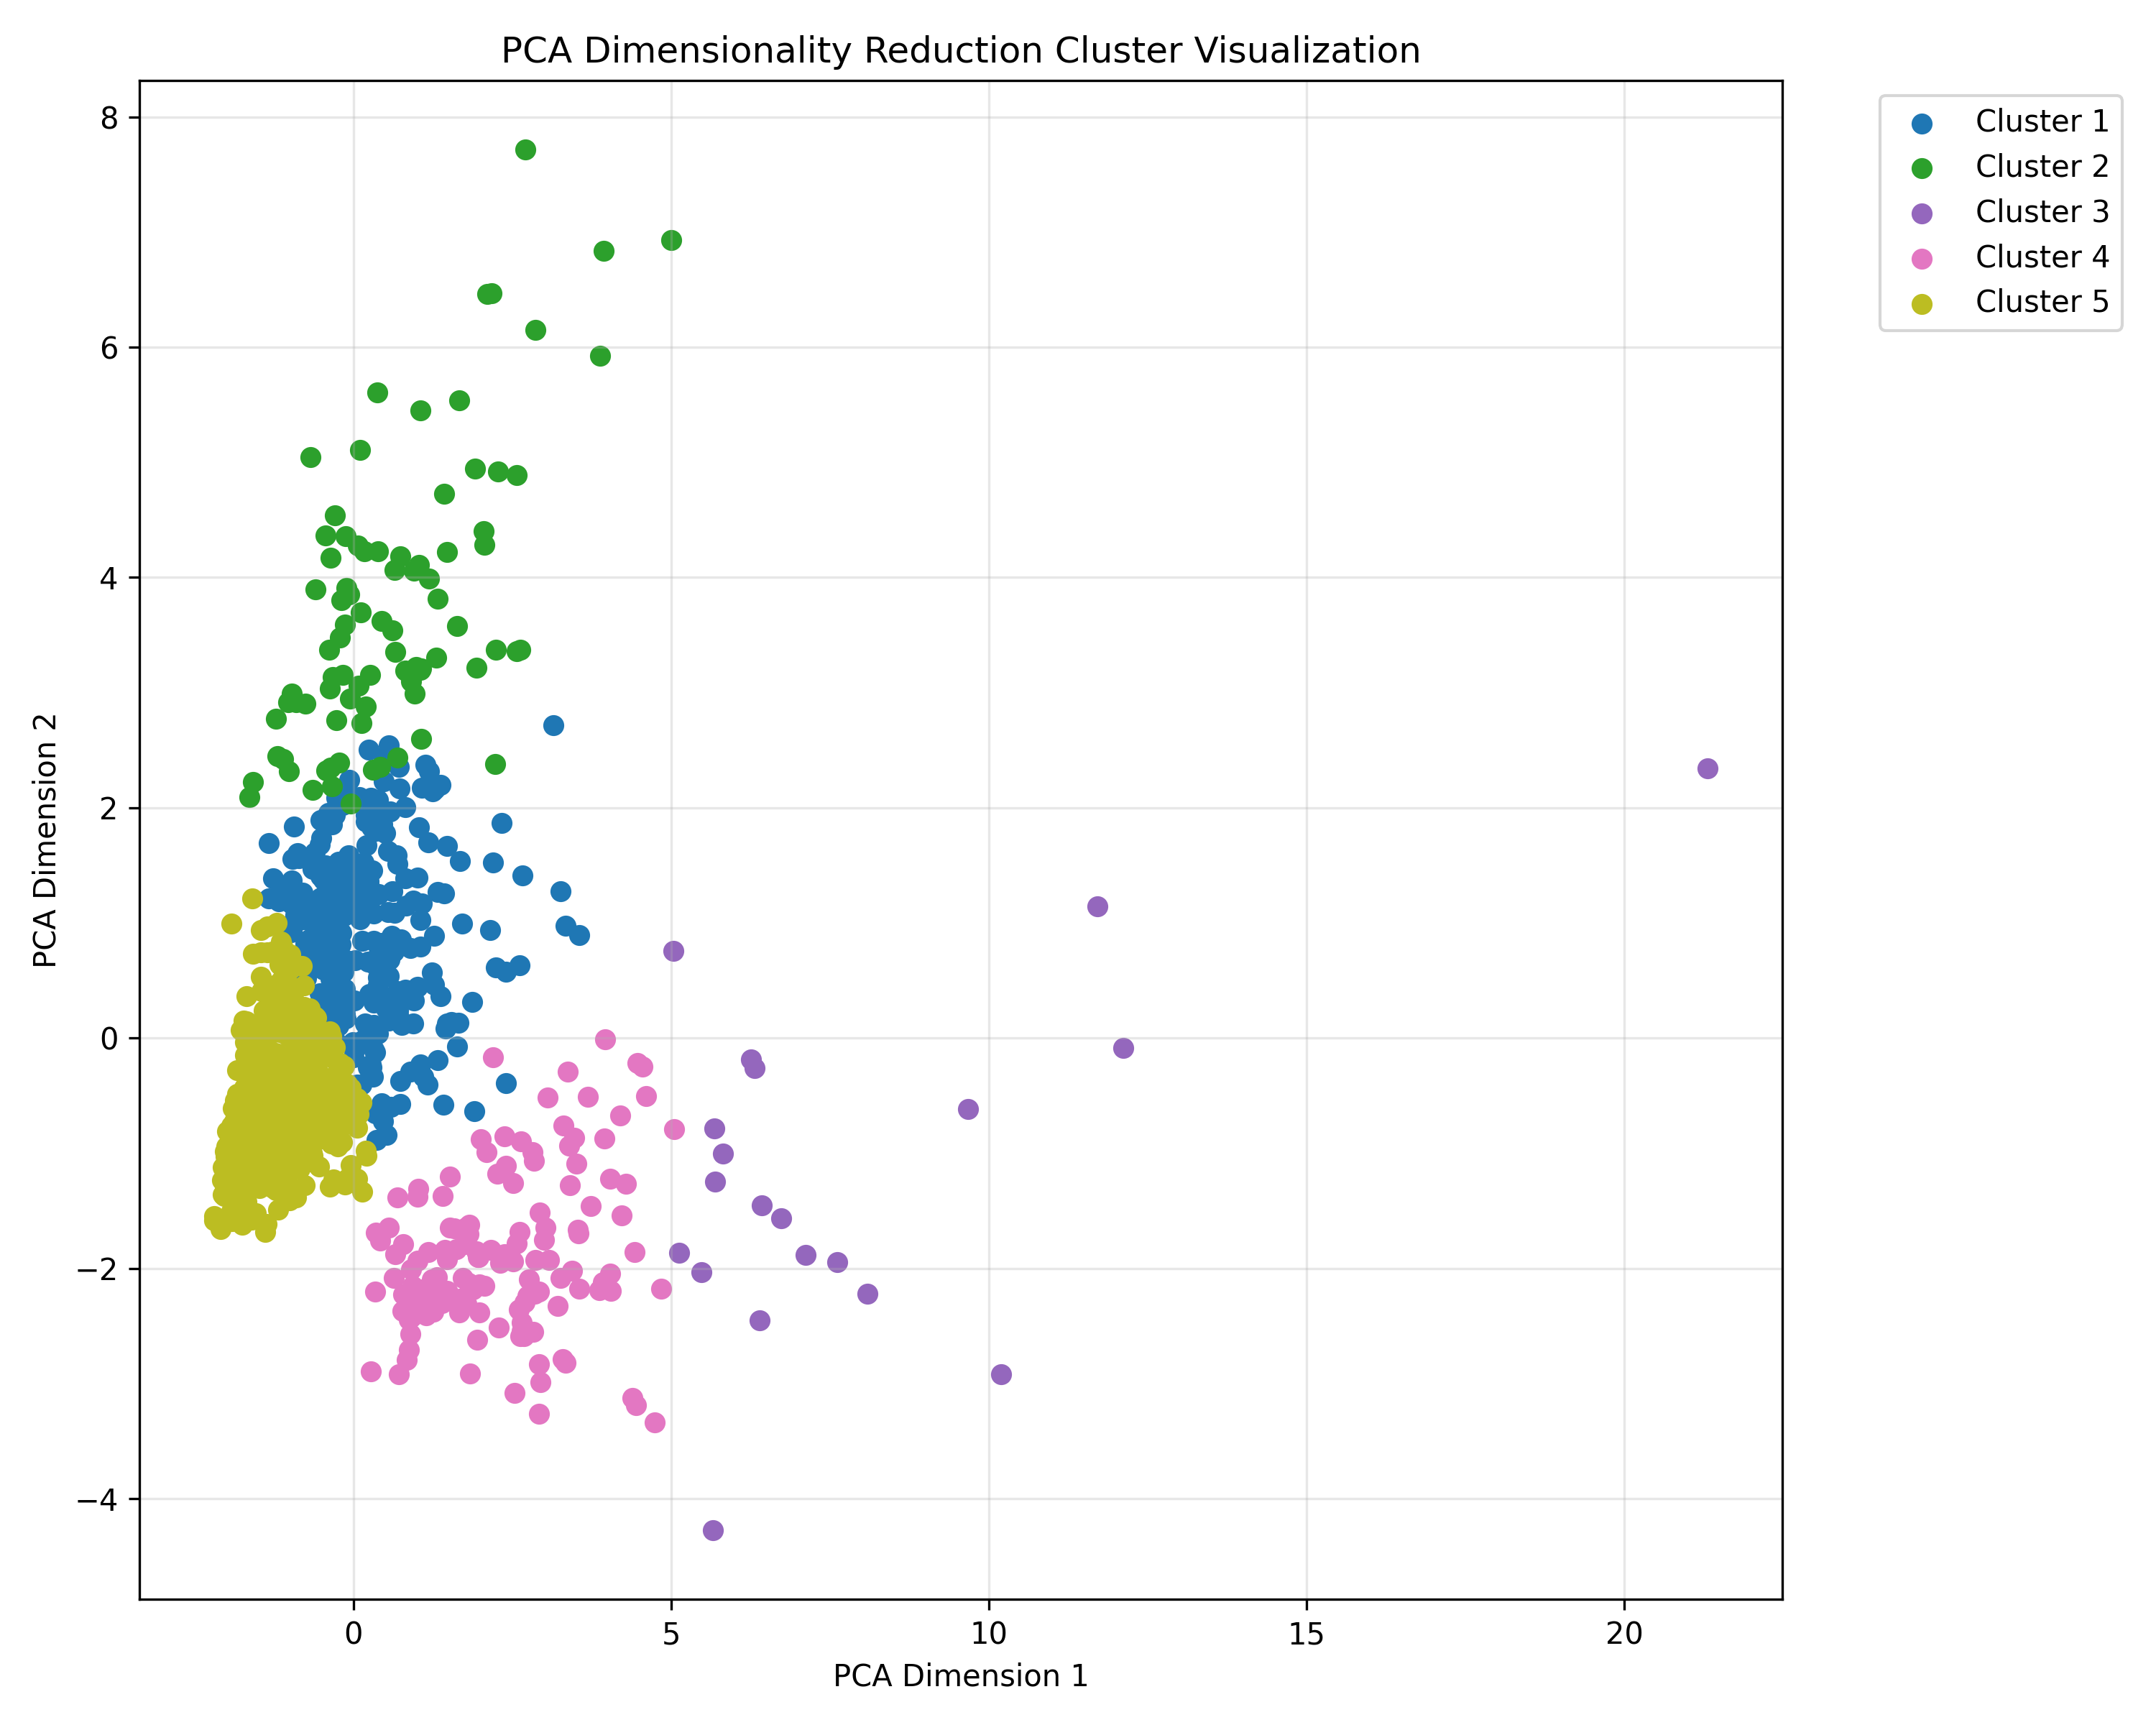 PCA Dimensionality Reduction Cluster Visualization
Cluster 1
Cluster 2
Cluster 3
Cluster 4
Cluster 5
PCA Dimension 2
8
6
4
2
0
−2
−4
0 5 10 15 20
PCA Dimension 1